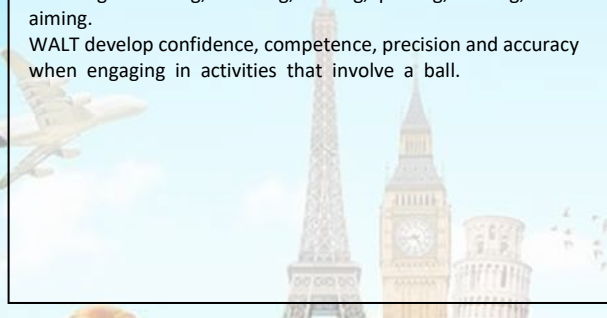 aiming.
WALT develop confidence, competence, precision and accuracy
when engaging in activities that involve a ball.